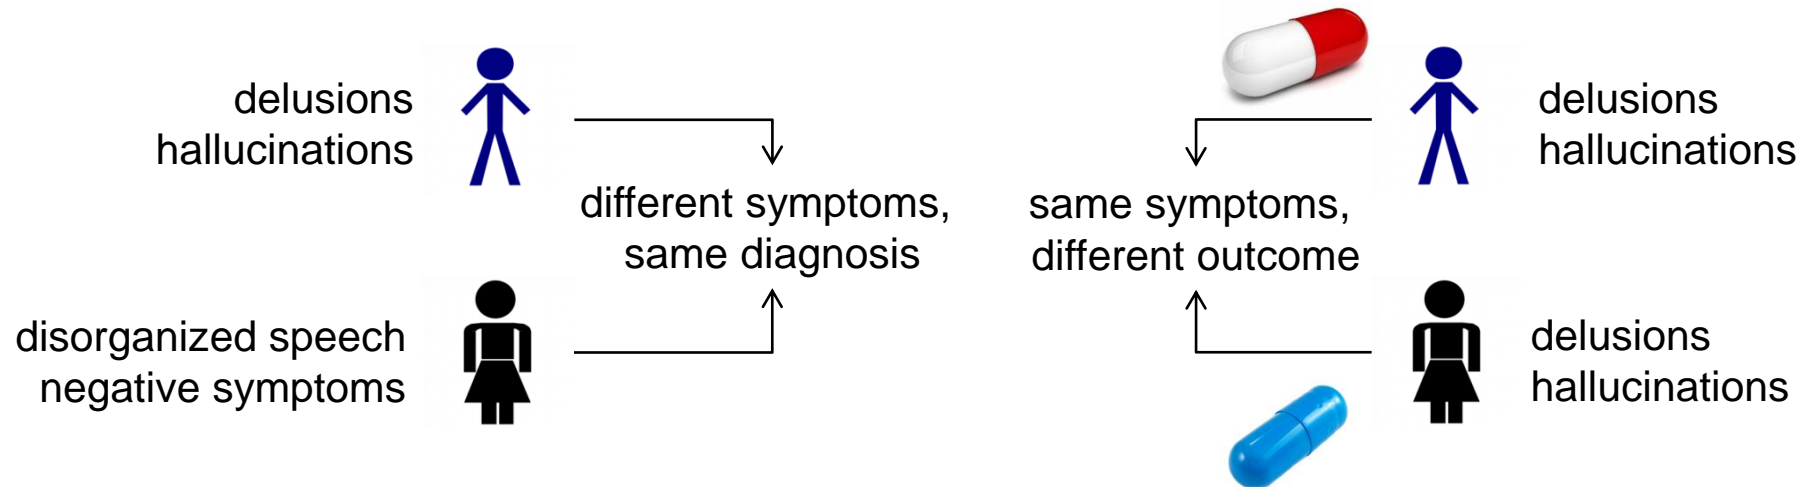 delusions
hallucinations
disorganized speech
negative symptoms
different symptoms,
same diagnosis
same symptoms,
different outcome
delusions
hallucinations
delusions
hallucinations